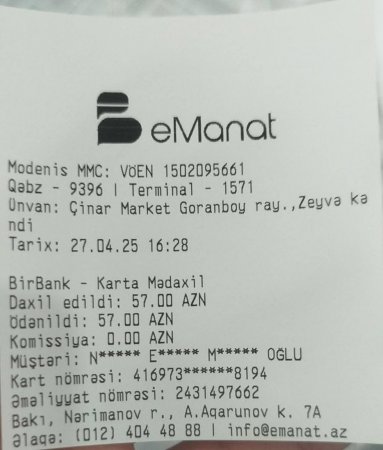 eManat
Modenis MMC: VÖEN 1502095661
Qəbz - 9396 | Terminal - 1571
Ünvan: Çinar Market Goranboy ray.,Zeyvə kə
ndi
Tarix: 27.04.25 16:28
BirBank - Karta Mədaxil
Daxil edildi: 57.00 AZN
Ödənildi: 57.00 AZN
Komissiya: 0.00 AZN
Müştəri: N***** E***** M***** OĞLU
Kart nömrəsi: 416973******8194
Əməliyyat nömrəsi: 2431497662
Bakı, Nərimanov r., A.Aqarunov k. 7A
Əlaqə: (012) 404 48 88 | info@emanat.az